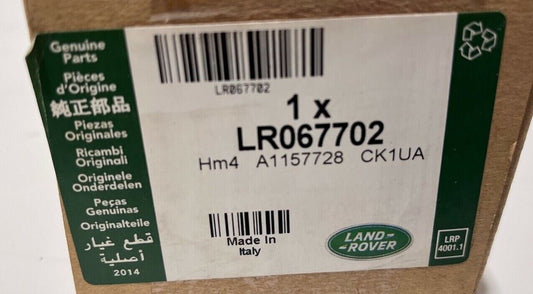 Genuine
Parts
Pièces
d'Origine
純正部品
Piezas
Originales
Ricambi
Originali
Originele
Onderdelen
Peças
Genuinas
Originalteile
قطع غيار
أصلية
2014
LR067702
1 x
LR067702
Hm4 A1157728 CK1UA
Made In
Italy
LAND-
-ROVER
LRP
4001.1